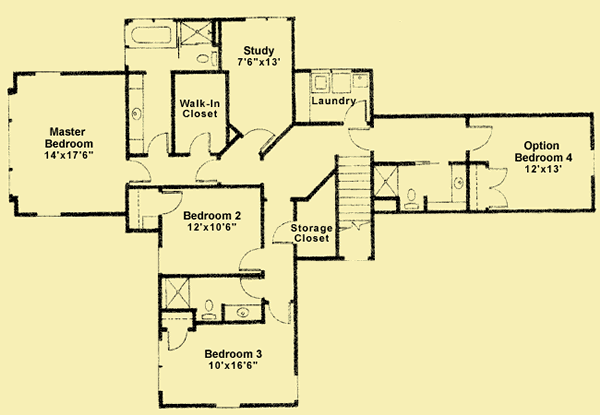 Study
7'6"x13'
Laundry
Walk-In
Closet
Master
Bedroom
14'x17'6"
Option
Bedroom 4
12'x13'
Bedroom 2
12'x10'6"
Storage
Closet
Bedroom 3
10'x16'6"